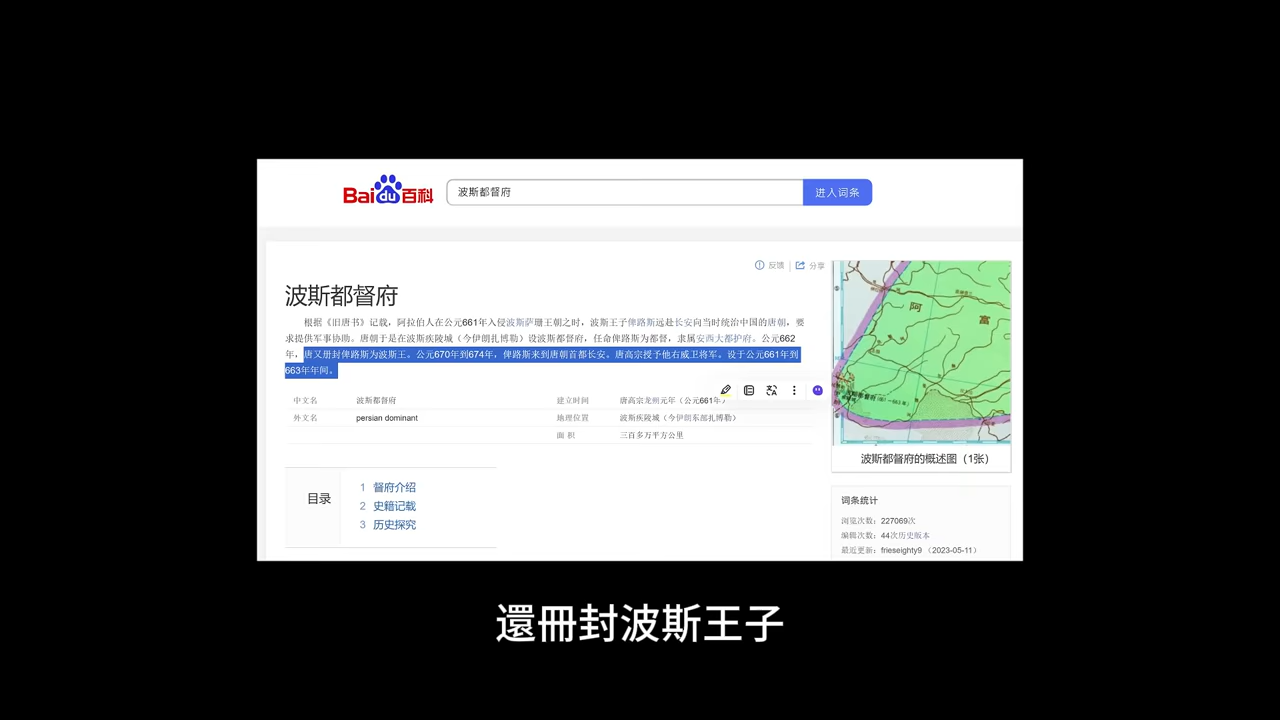 Baidu百科
波斯都督府
进入词条
反馈
分享
波斯都督府
根据《旧唐书》记载，阿拉伯人在公元661年入侵波斯萨珊王朝之时，波斯王子俾路斯远赴长安向当时统治中国的唐朝，要
求提供军事协助。唐朝于是在波斯疾陵城（今伊朗扎博勒）设波斯都督府，任命俾路斯为都督，隶属安西大都护府。公元662
年，唐又册封俾路斯为波斯王。公元670年到674年，俾路斯来到唐朝首都长安。唐高宗授予他右威卫将军。设于公元661年到
663年年间。
中文名 波斯都督府
外文名 persian dominant
建立时间 唐高宗龙朔元年（公元661年）
地理位置 波斯疾陵城（今伊朗东部扎博勒）
面 积 三百多万平方公里
目录
1 督府介绍
2 史籍记载
3 历史探究
阿
富
波斯都督府的概述图（1张）
词条统计
浏览次数：227069次
编辑次数：44次历史版本
最近更新：frieseighty9 （2023-05-11）
還冊封波斯王子